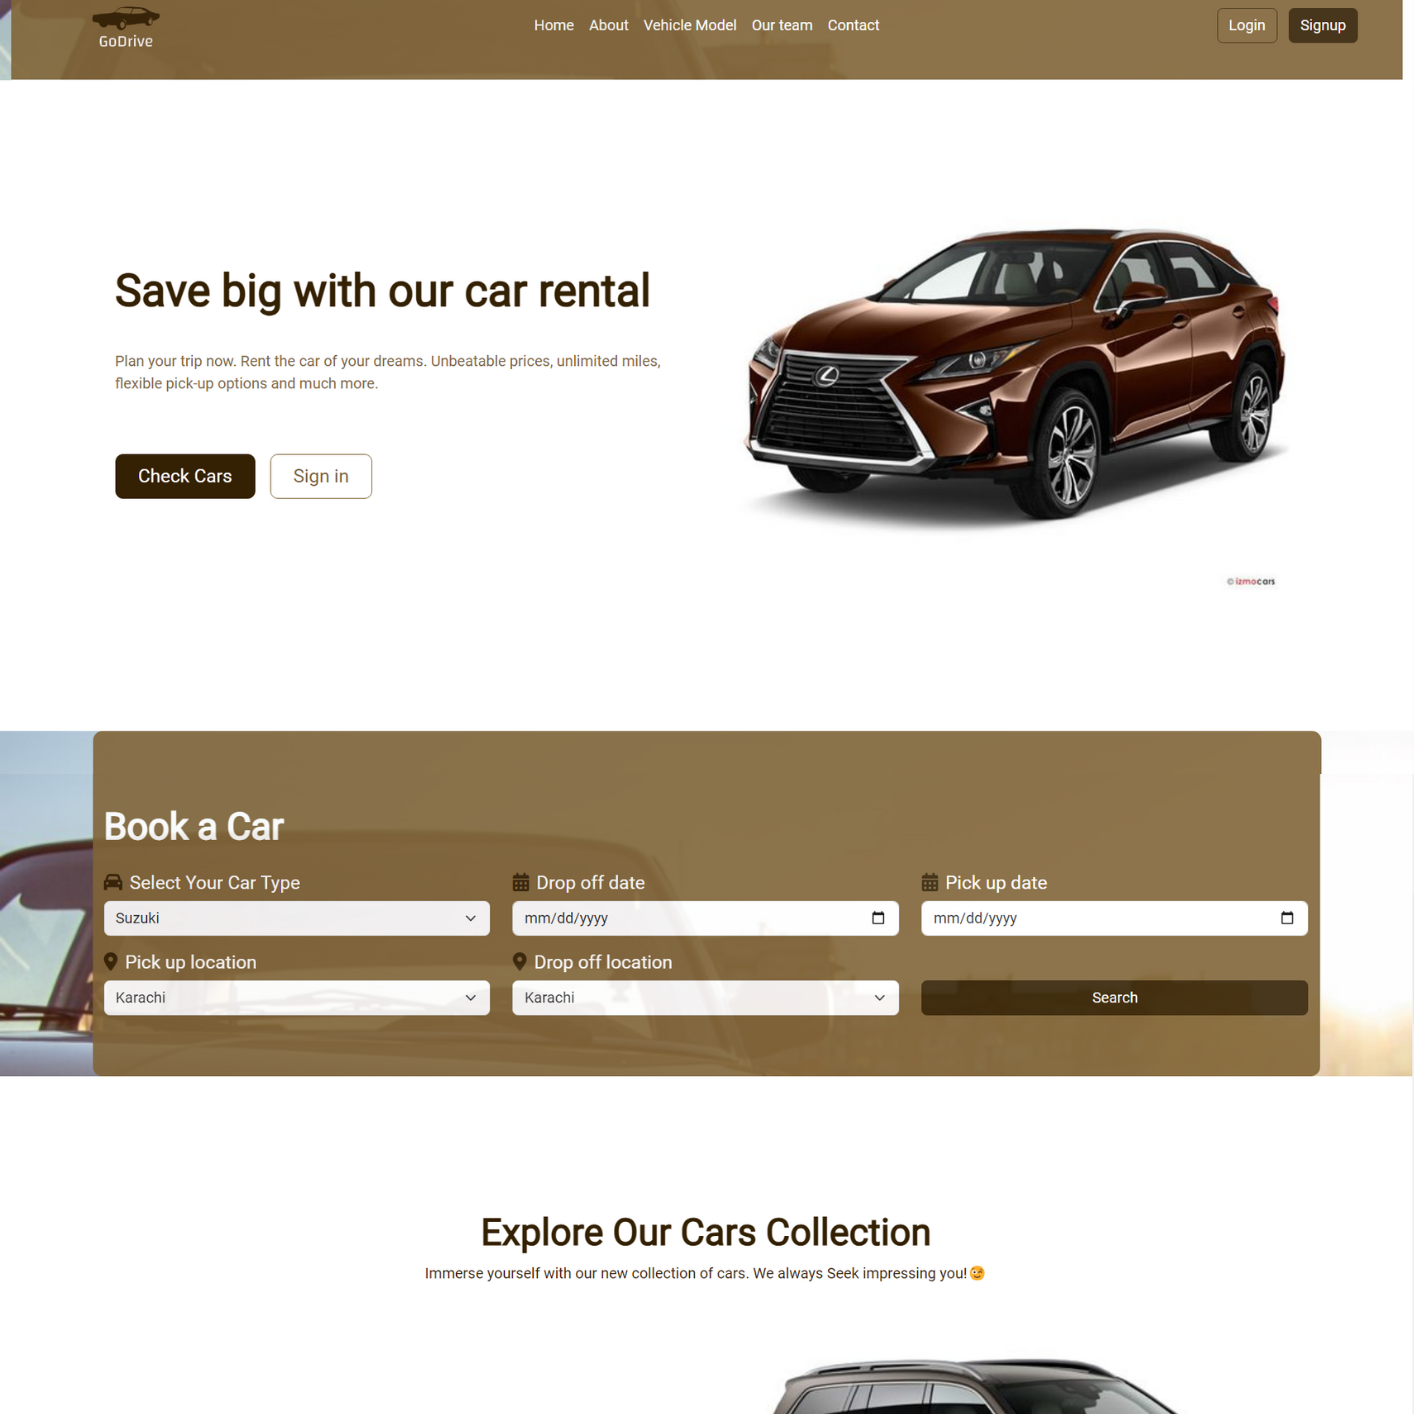 GoDrive
Home About Vehicle Model Our team Contact
Login Signup
Save big with our car rental
Plan your trip now. Rent the car of your dreams. Unbeatable prices, unlimited miles,
flexible pick-up options and much more.
Check Cars Sign in
© izmocars
Book a Car
Select Your Car Type Drop off date Pick up date
Suzuki mm/dd/yyyy mm/dd/yyyy
Pick up location Drop off location
Karachi Karachi Search
Explore Our Cars Collection
Immerse yourself with our new collection of cars. We always Seek impressing you!😉